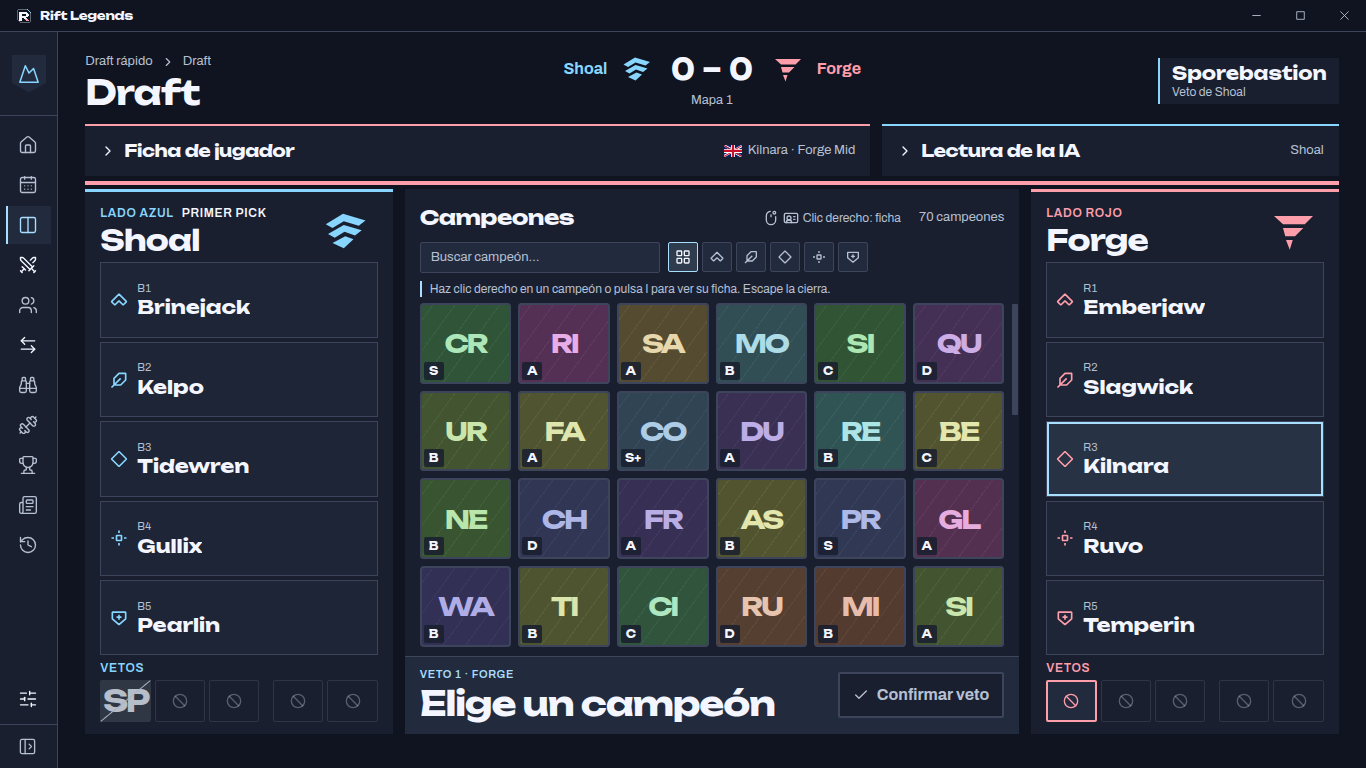 Rift Legends
Draft rápido > Draft
Draft
Shoal 0 – 0 Forge
Mapa 1
Sporebastion
Veto de Shoal
Ficha de jugador
Kilnara · Forge Mid
Lectura de la IA
Shoal
LADO AZUL PRIMER PICK
Shoal
B1
Brinejack
B2
Kelpo
B3
Tidewren
B4
Gullix
B5
Pearlin
VETOS
SP
Campeones
Clic derecho: ficha
70 campeones
Buscar campeón...
Haz clic derecho en un campeón o pulsa I para ver su ficha. Escape la cierra.
CR RI SA MO SI QU
S A A B C D
UR FA CO DU RE BE
B A S+ A B C
NE CH FR AS PR GL
B D A B S A
WA TI CI RU MI SI
B B C D B A
VETO 1 · FORGE
Elige un campeón
Confirmar veto
LADO ROJO
Forge
R1
Emberjaw
R2
Slagwick
R3
Kilnara
R4
Ruvo
R5
Temperin
VETOS